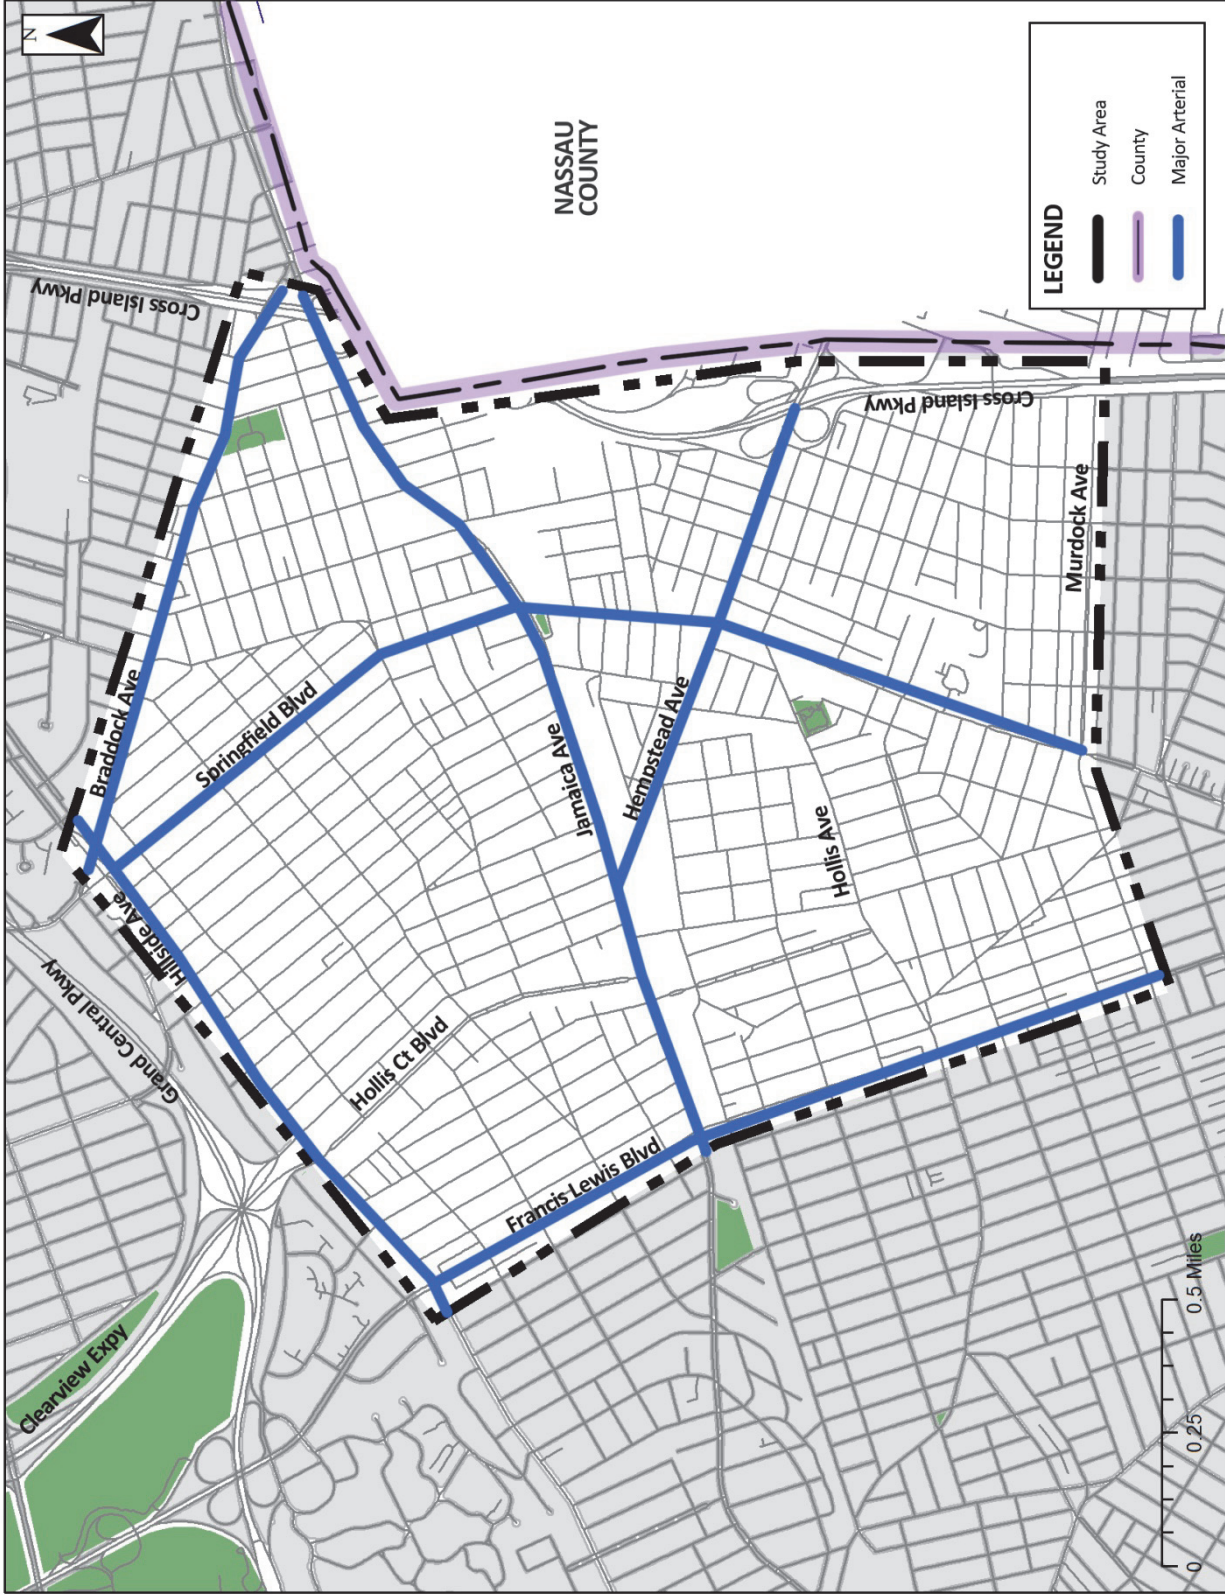 N
Clearview Expy
Grand Central Pkwy
Hillside Ave
Braddock Ave
Springfield Blvd
Cross Island Pkwy
Hollis Ct Blvd
Francis Lewis Blvd
Jamaica Ave
Hempstead Ave
Hollis Ave
Murdock Ave
Cross Island Pkwy
NASSAU
COUNTY
LEGEND
Study Area
County
Major Arterial
0 0.25 0.5 Miles